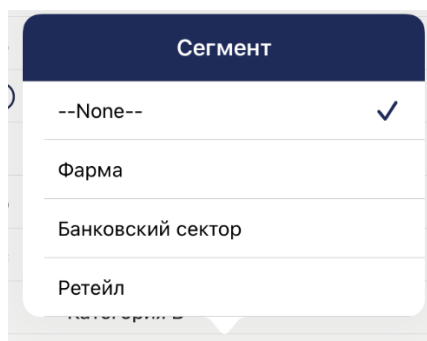 Сегмент
--None--
Фарма
Банковский сектор
Ретейл